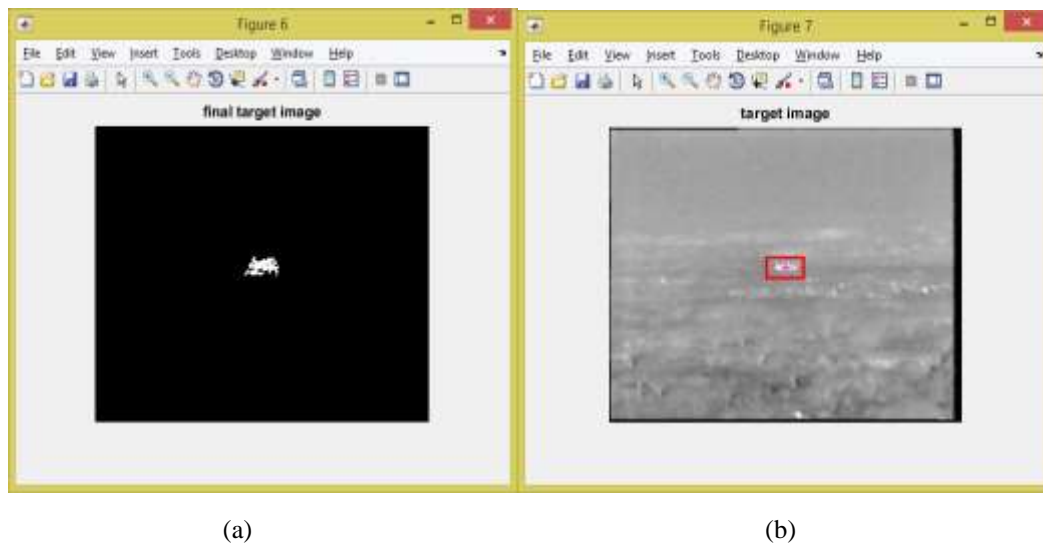 Figure 6
File Edit View Insert Tools Desktop Window Help
final target image
Figure 7
File Edit View Insert Tools Desktop Window Help
target image
(a)
(b)